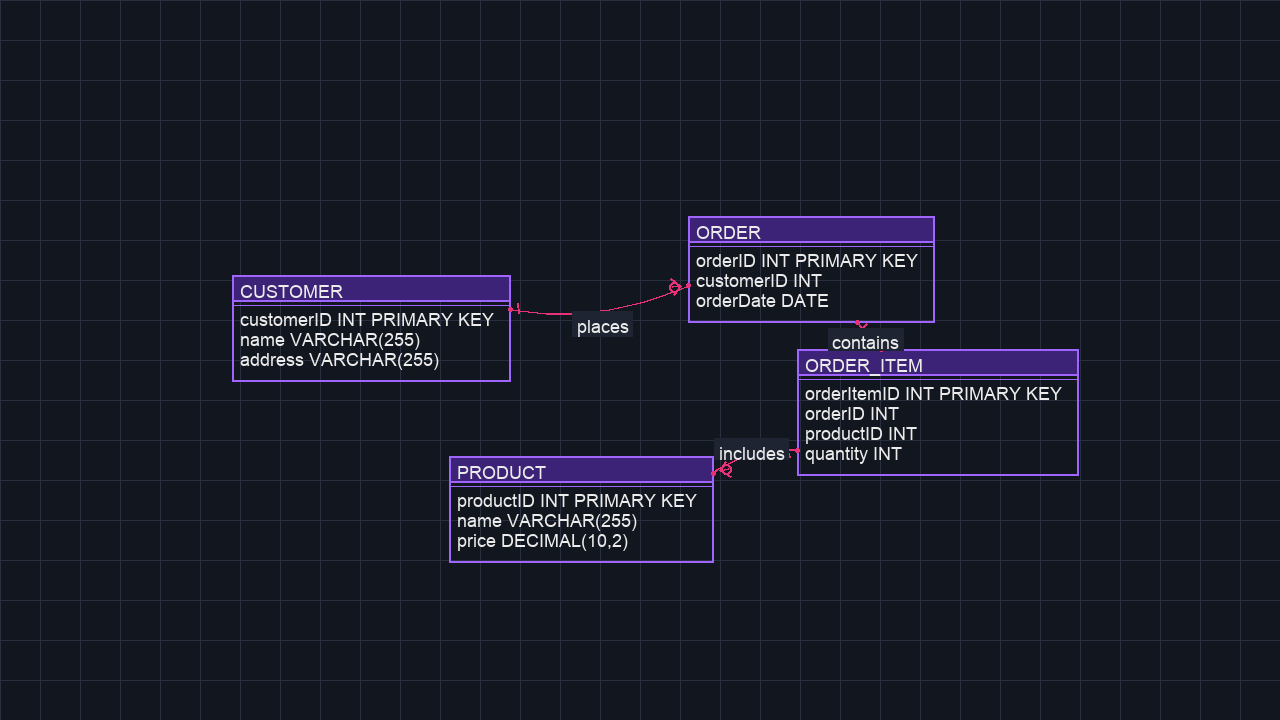 ORDER
orderID INT PRIMARY KEY
customerID INT
orderDate DATE
CUSTOMER
customerID INT PRIMARY KEY
name VARCHAR(255)
address VARCHAR(255)
places
contains
ORDER_ITEM
orderItemID INT PRIMARY KEY
orderID INT
productID INT
quantity INT
includes
PRODUCT
productID INT PRIMARY KEY
name VARCHAR(255)
price DECIMAL(10,2)